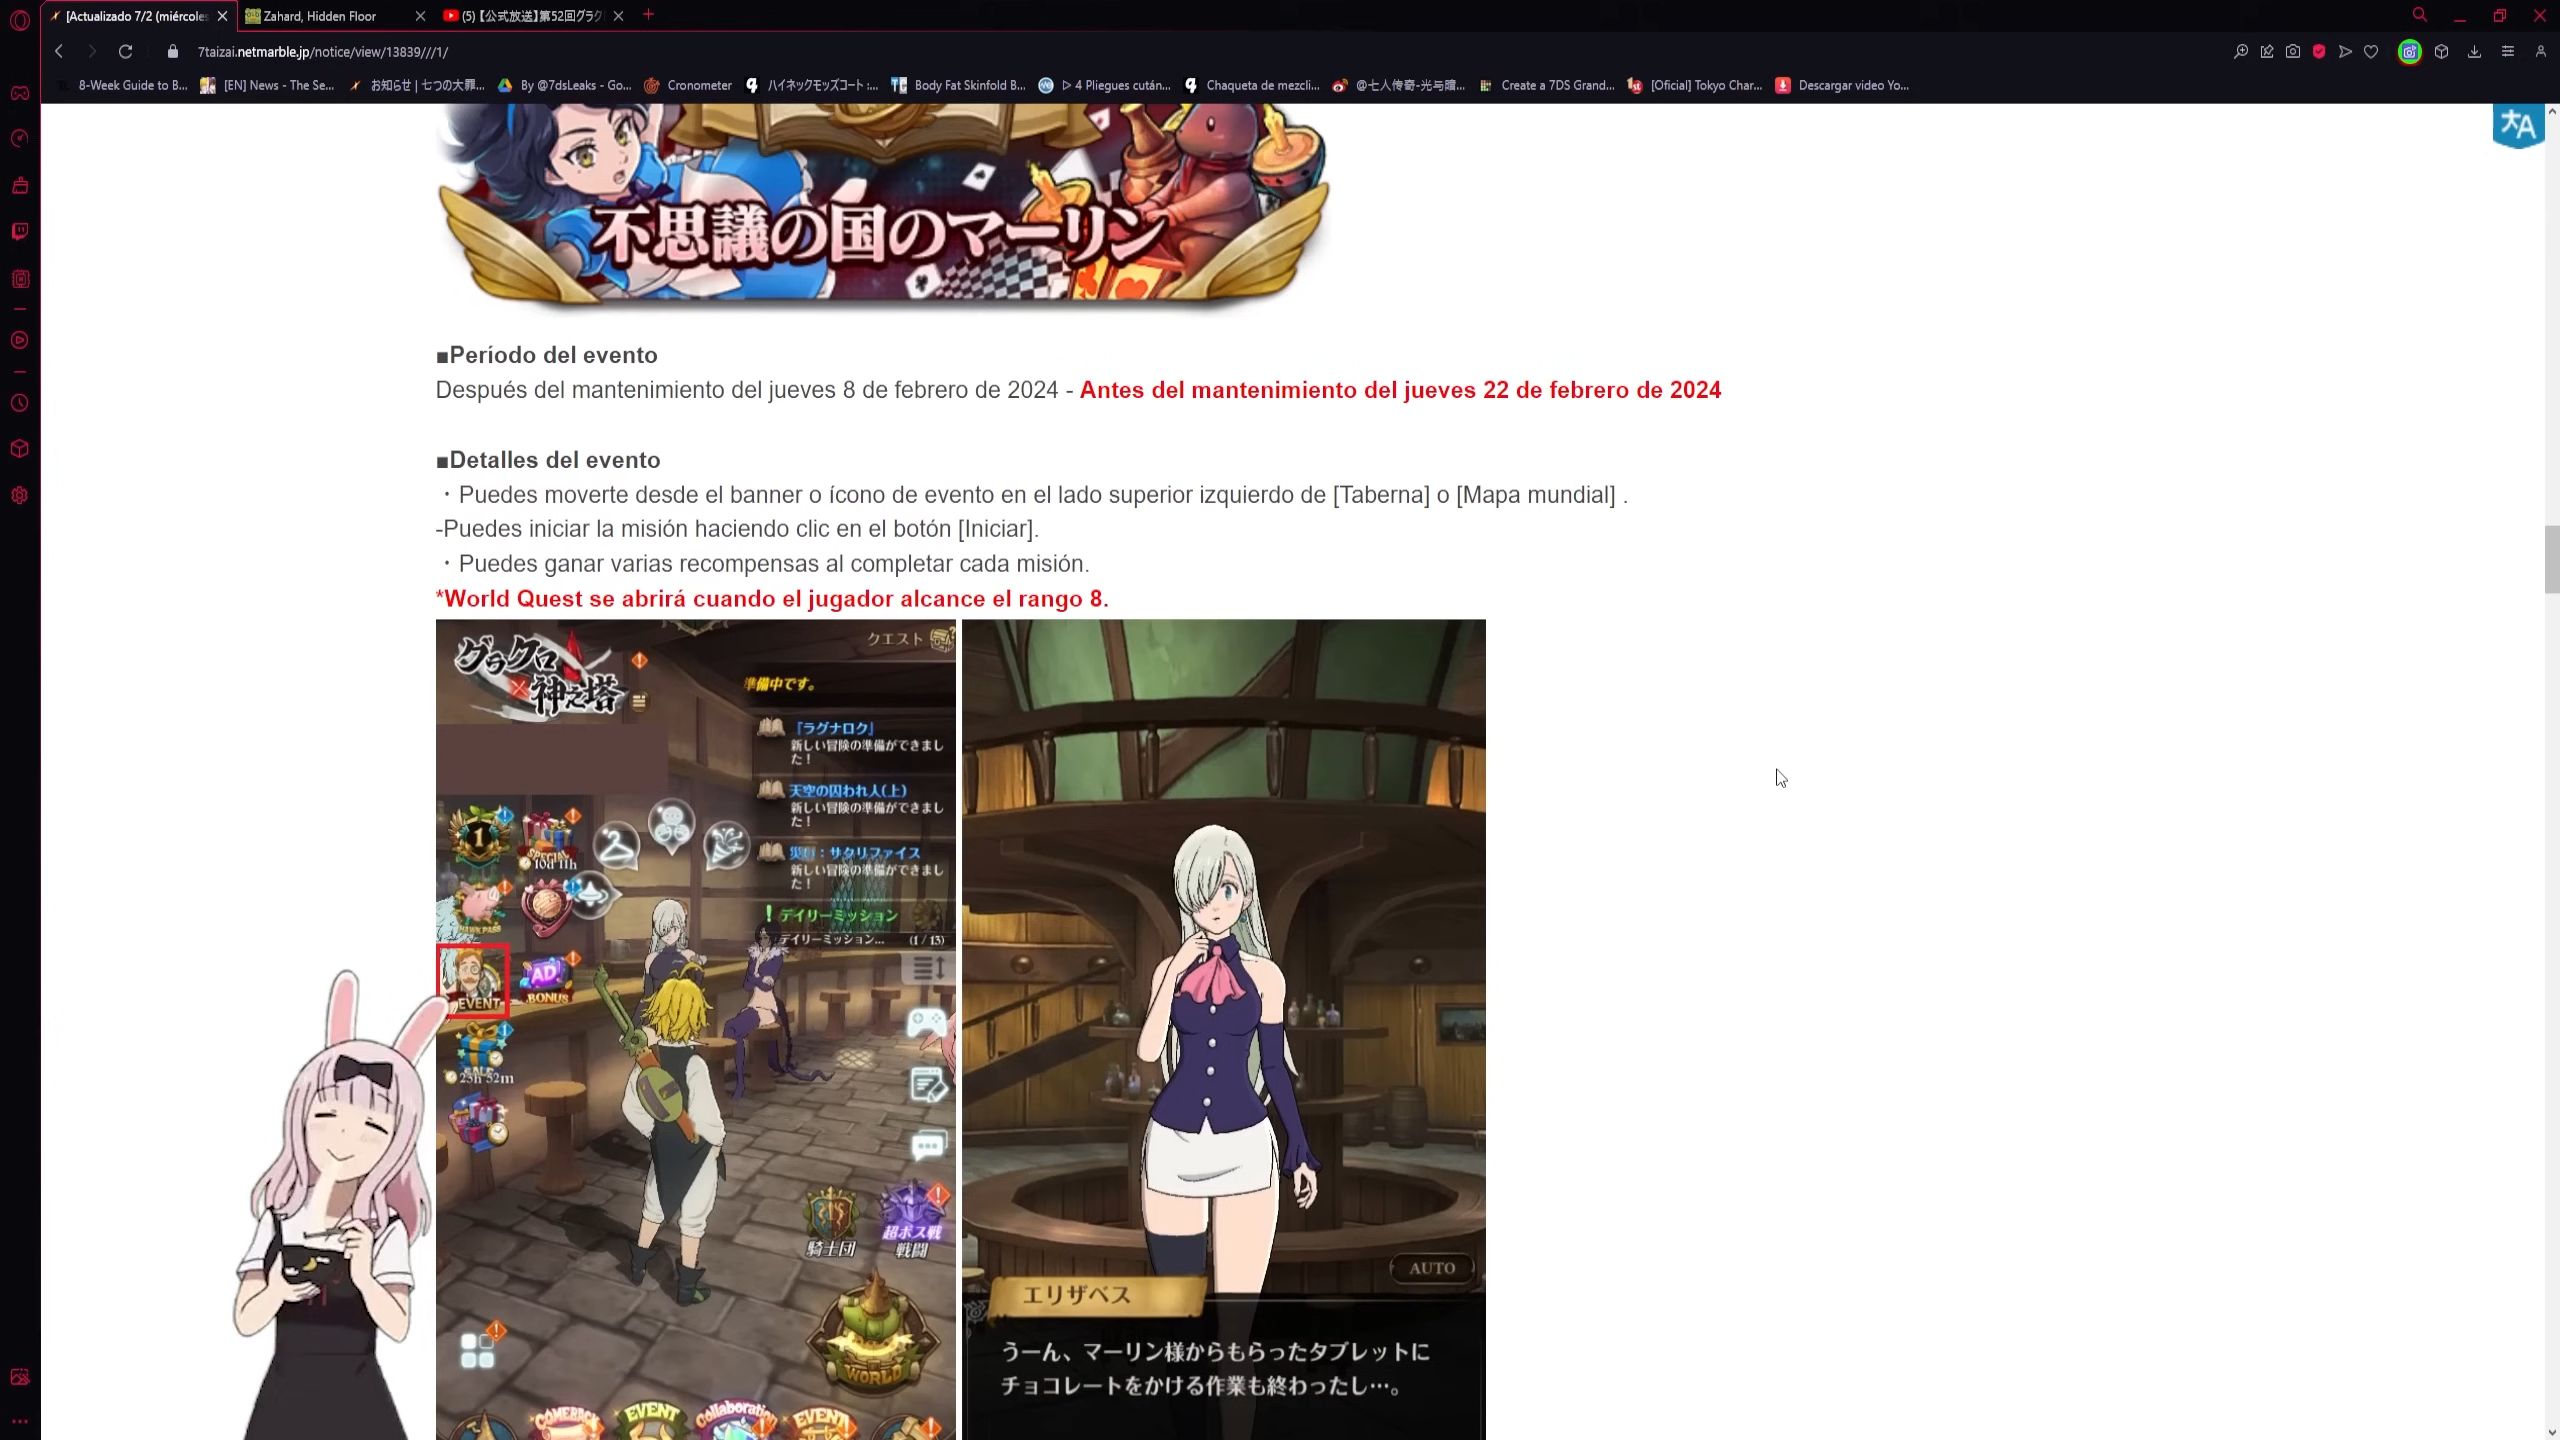 [Actualizado 7/2 (miércoles
Zahard, Hidden Floor
(5) 【公式放送】第52回グラク
7taizai.netmarble.jp/notice/view/13839///1/
8-Week Guide to B...
[EN] News - The Se...
お知らせ | 七つの大罪...
By @7dsLeaks - Go...
Cronometer
ハイネックモッズコート :...
Body Fat Skinfold B...
▷ 4 Pliegues cután...
Chaqueta de mezcli...
@七人传奇-光与暗...
Create a 7DS Grand...
[Oficial] Tokyo Char...
Descargar video Yo...
不思議の国のマーリン
■Período del evento
Después del mantenimiento del jueves 8 de febrero de 2024 - Antes del mantenimiento del jueves 22 de febrero de 2024
■Detalles del evento
・Puedes moverte desde el banner o ícono de evento en el lado superior izquierdo de [Taberna] o [Mapa mundial] .
-Puedes iniciar la misión haciendo clic en el botón [Iniciar].
・Puedes ganar varias recompensas al completar cada misión.
*World Quest se abrirá cuando el jugador alcance el rango 8.
グラクロ
×神之塔
クエスト
準備中です。
『ラグナロク』
新しい冒険の準備ができまし
た！
天空の囚われ人(上)
新しい冒険の準備ができまし
た！
：サクリファイス
新しい冒険の準備ができまし
た！
1
SPECIAL
10d 11h
HAWK PASS
! デイリーミッション
デイリーミッション... (1 / 13)
EVENT
AD
BONUS
SALE
23h 52m
騎士団
超ボス戦
戦闘
WORLD
COMEBACK
EVENT
Collaboration
EVENT
AUTO
エリザベス
うーん、マーリン様からもらったタブレットに
チョコレートをかける作業も終わったし…。